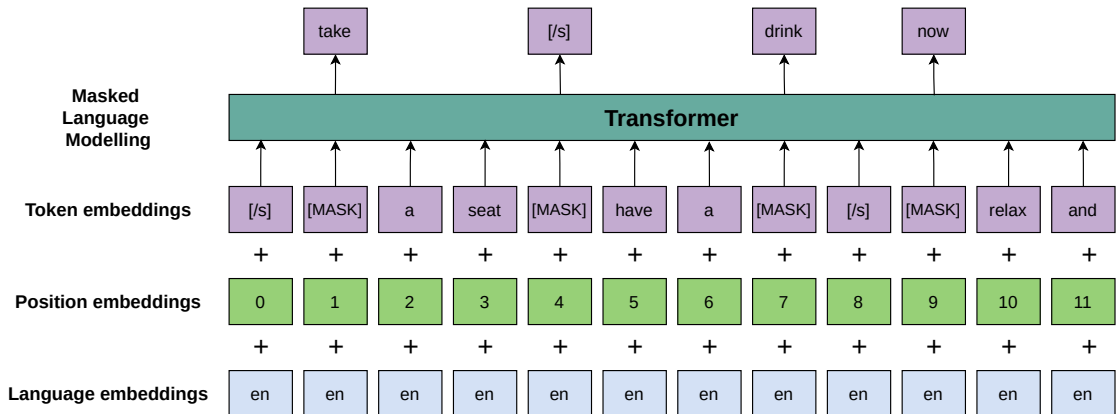 take [/s] drink now
Masked
Language
Modelling
Transformer
Token embeddings [/s] [MASK] a seat [MASK] have a [MASK] [/s] [MASK] relax and
+ + + + + + + + + + + +
Position embeddings 0 1 2 3 4 5 6 7 8 9 10 11
+ + + + + + + + + + + +
Language embeddings en en en en en en en en en en en en